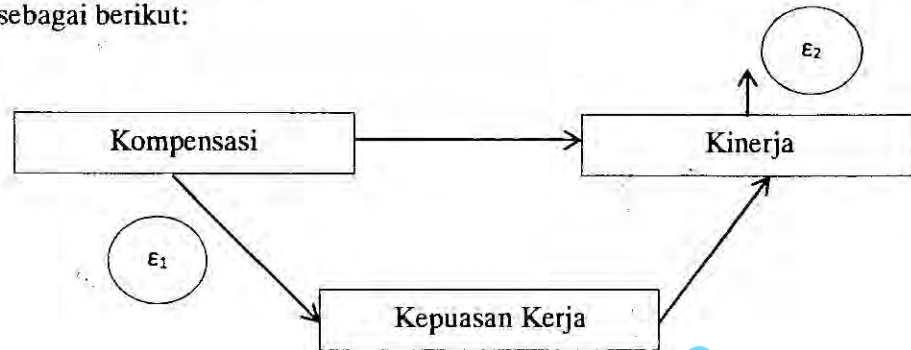 sebagai berikut:
ε2
Kompensasi
Kinerja
ε1
Kepuasan Kerja